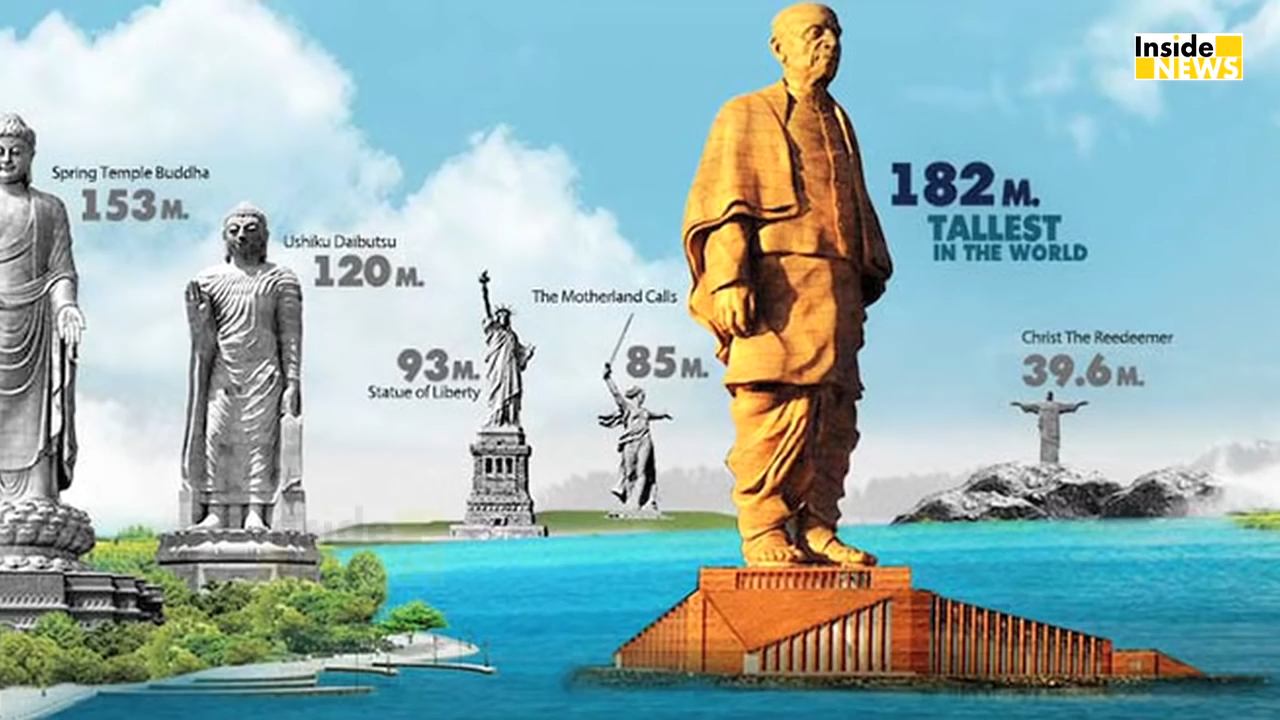 Inside
NEWS
Spring Temple Buddha
153 M.
Ushiku Daibutsu
120 M.
93 M.
Statue of Liberty
The Motherland Calls
85 M.
182 M.
TALLEST
IN THE WORLD
Christ The Reedeemer
39.6 M.